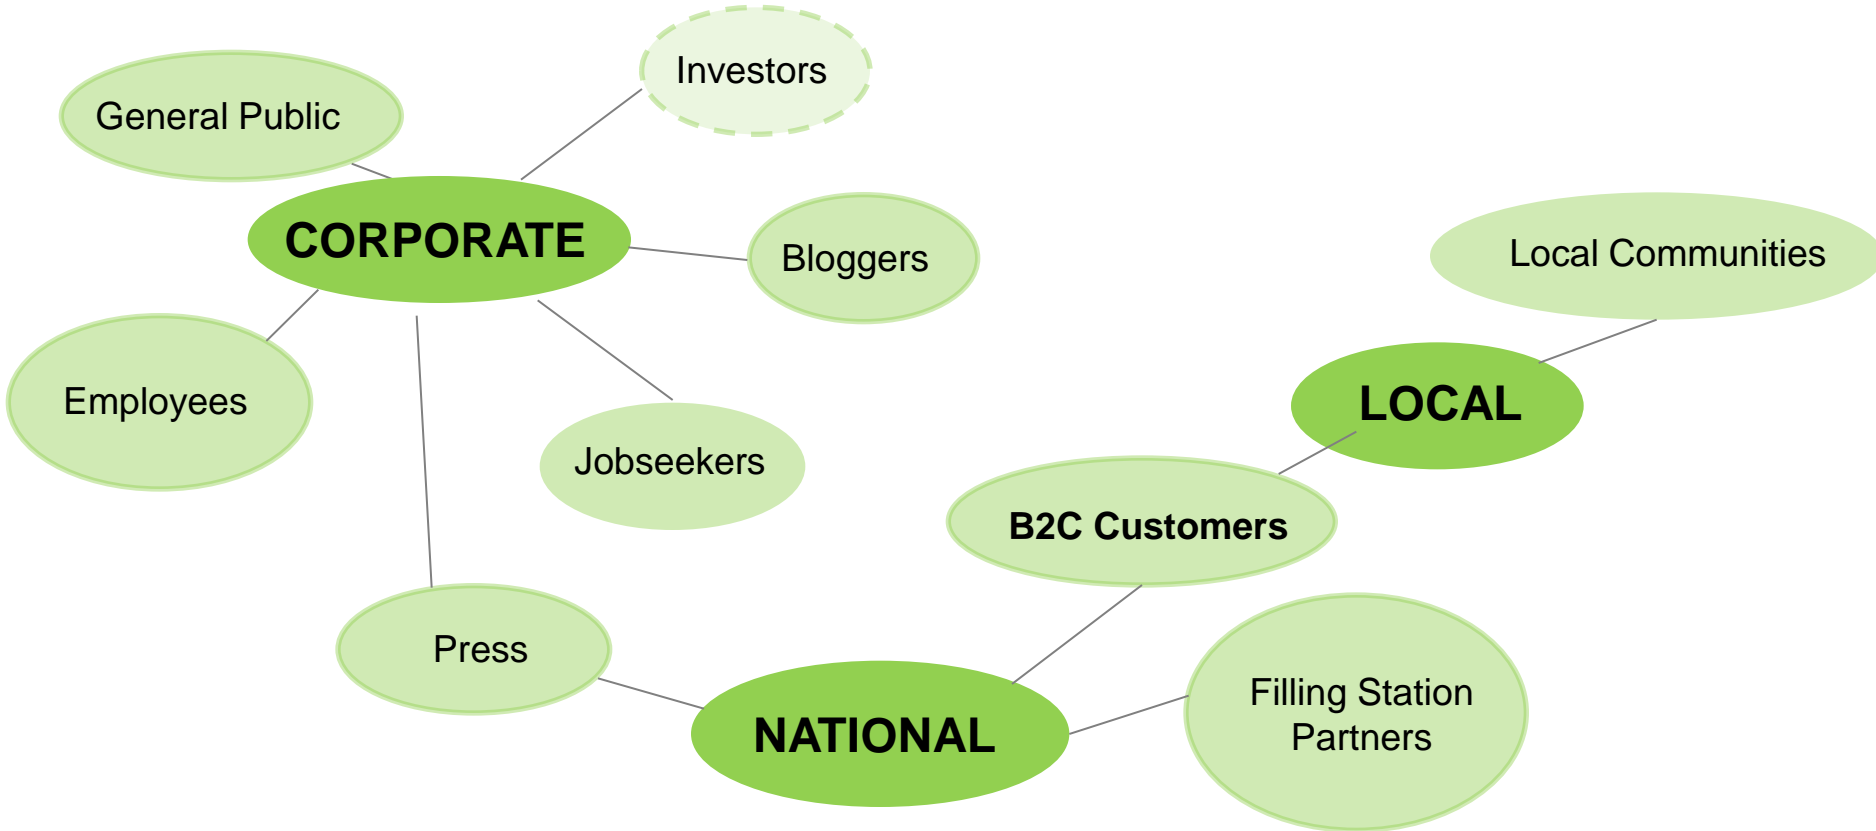 Investors
General Public
CORPORATE
Bloggers
Local Communities
Employees
LOCAL
Jobseekers
B2C Customers
Press
Filling Station
Partners
NATIONAL